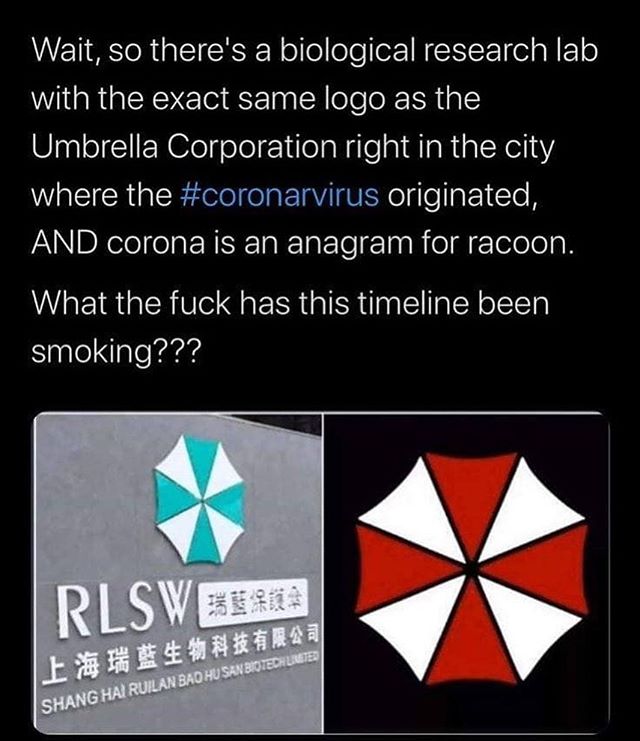 Wait, so there's a biological research lab
with the exact same logo as the
Umbrella Corporation right in the city
where the #coronarvirus originated,
AND corona is an anagram for racoon.
What the fuck has this timeline been
smoking???
RLSW 瑞藍保護傘
上海瑞藍生物科技有限公司
SHANG HAI RUILAN BAO HU SAN BIOTECH LIMITED